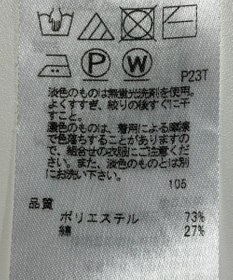 P W
P23T
淡色のものは無蛍光洗剤を使用。
よくすすぎ、絞りの後すぐに干
すこと。
濃色のものは、着用による摩擦
で色落ちすることがありますの
で、組合せの衣服にご注意くだ
さい。また、淡色のものとは別
にお洗い下さい。
105
品質
ポリエステル 73%
綿 27%